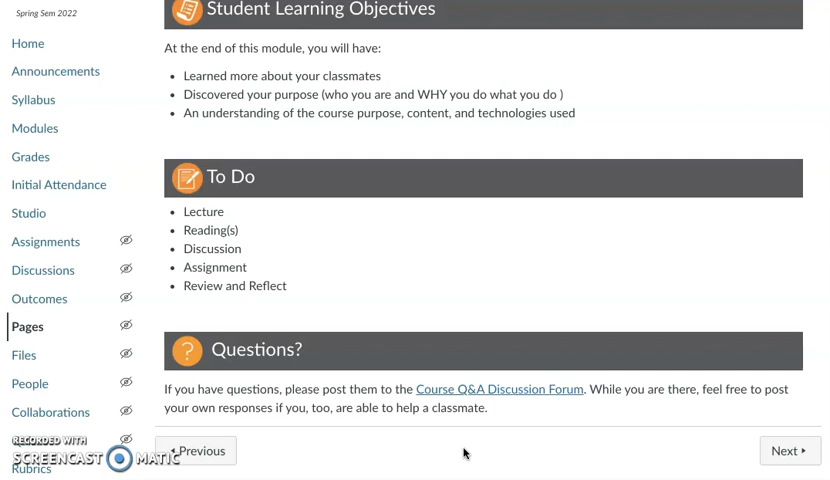 Spring Sem 2022
Home
Announcements
Syllabus
Modules
Grades
Initial Attendance
Studio
Assignments
Discussions
Outcomes
Pages
Files
People
Collaborations
Rubrics
Student Learning Objectives
At the end of this module, you will have:
• Learned more about your classmates
• Discovered your purpose (who you are and WHY you do what you do )
• An understanding of the course purpose, content, and technologies used
To Do
• Lecture
• Reading(s)
• Discussion
• Assignment
• Review and Reflect
? Questions?
If you have questions, please post them to the Course Q&A Discussion Forum. While you are there, feel free to post
your own responses if you, too, are able to help a classmate.
Previous
Next
RECORDED WITH
SCREENCAST MATIC